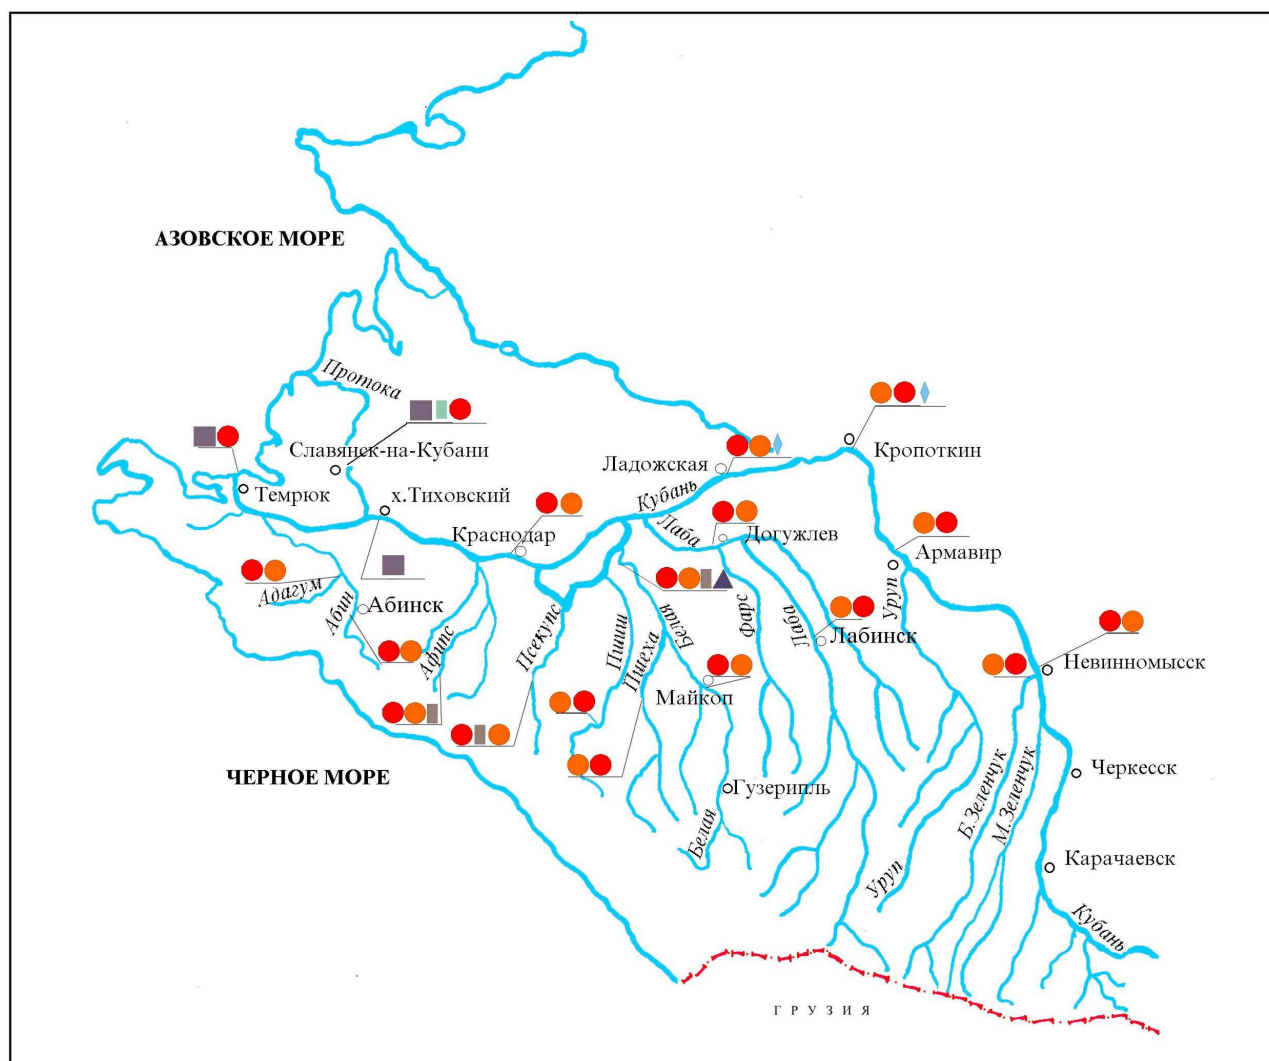 АЗОВСКОЕ МОРЕ
Протока
Славянск-на-Кубани
Темрюк
х.Тиховский
Краснодар
Ладожская
Кубань
Кропоткин
Лаба
Догужлев
Армавир
Адагум
Абин
Абинск
Афипс
Псекупс
Пшиш
Пшеха
Белая
Фарс
Лаба
Лабинск
Уруп
Невинномысск
Майкоп
ЧЕРНОЕ МОРЕ
Гузерипль
Белая
Уруп
Б.Зеленчук
М.Зеленчук
Черкесск
Карачаевск
Кубань
ГРУЗИЯ